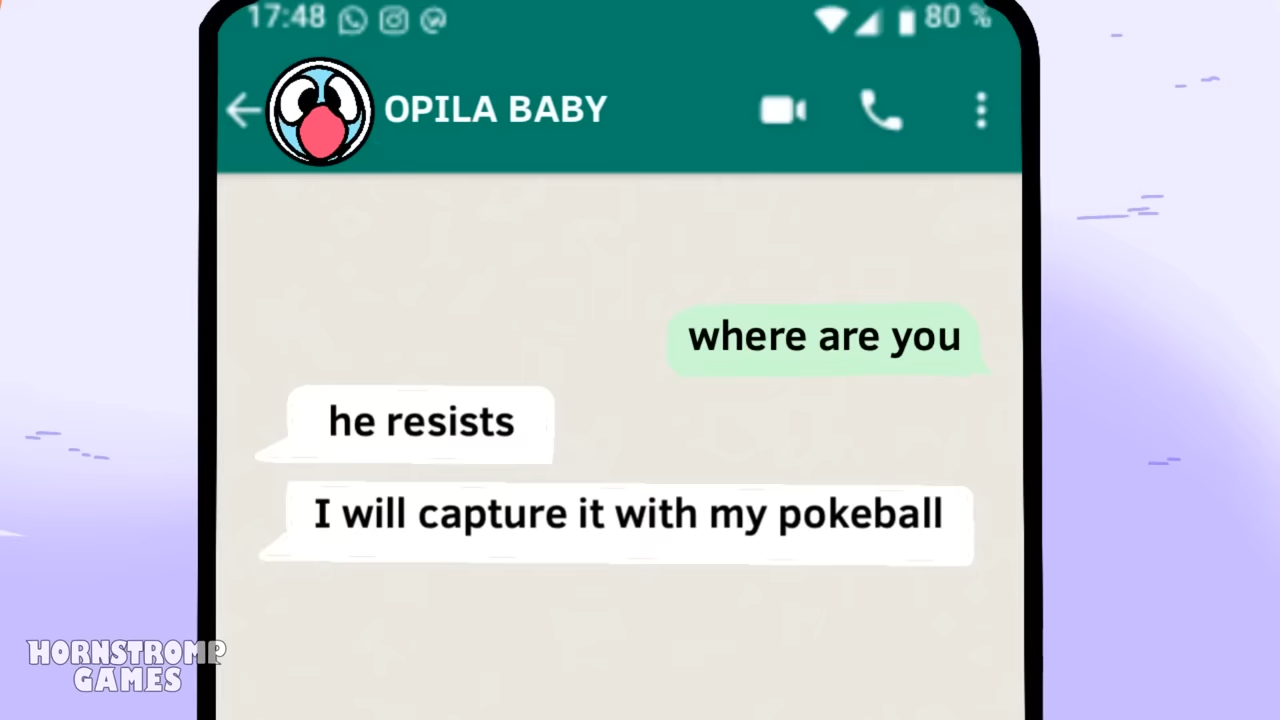 17:48 80 %
OPILA BABY
where are you
he resists
I will capture it with my pokeball
HORNSTROMP
GAMES